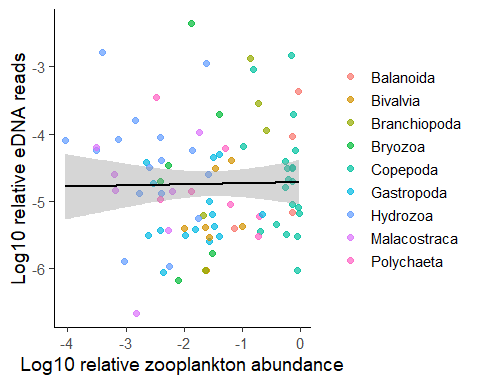 Log10 relative eDNA reads
-3
-4
-5
-6
-4
-3
-2
-1
0
Log10 relative zooplankton abundance
Balanoida
Bivalvia
Branchiopoda
Bryozoa
Copepoda
Gastropoda
Hydrozoa
Malacostraca
Polychaeta